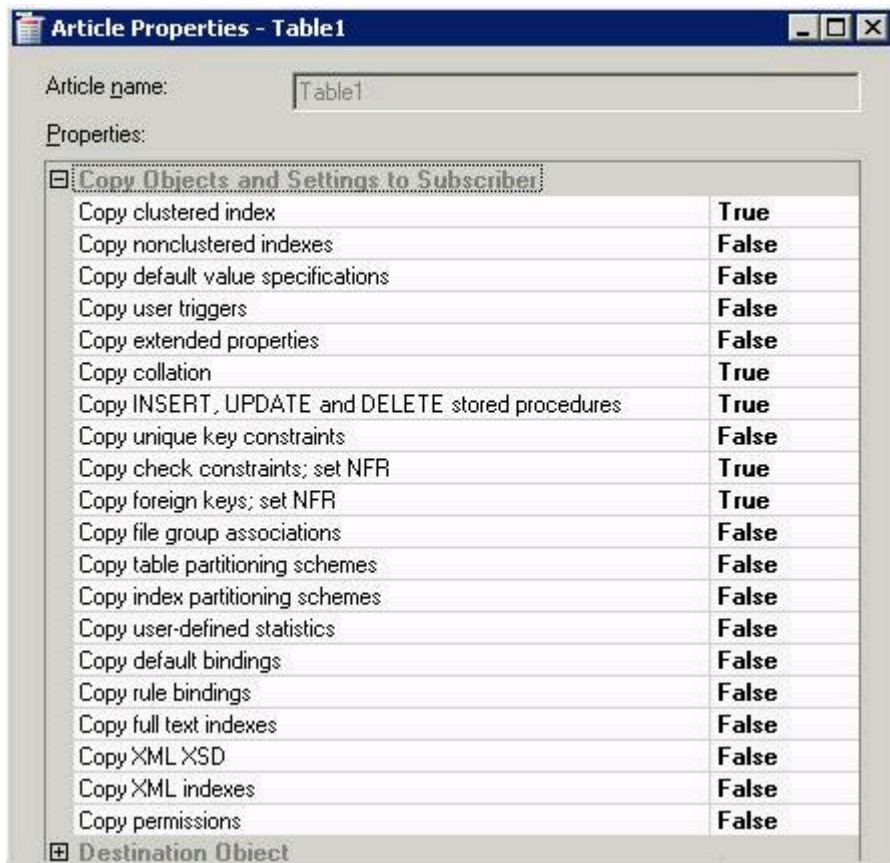 Article Properties - Table1
Article name: Table1
Properties:
Copy Objects and Settings to Subscriber
Copy clustered index True
Copy nonclustered indexes False
Copy default value specifications False
Copy user triggers False
Copy extended properties False
Copy collation True
Copy INSERT, UPDATE and DELETE stored procedures True
Copy unique key constraints False
Copy check constraints; set NFR True
Copy foreign keys; set NFR True
Copy file group associations False
Copy table partitioning schemes False
Copy index partitioning schemes False
Copy user-defined statistics False
Copy default bindings False
Copy rule bindings False
Copy full text indexes False
Copy XML XSD False
Copy XML indexes False
Copy permissions False
Destination Object